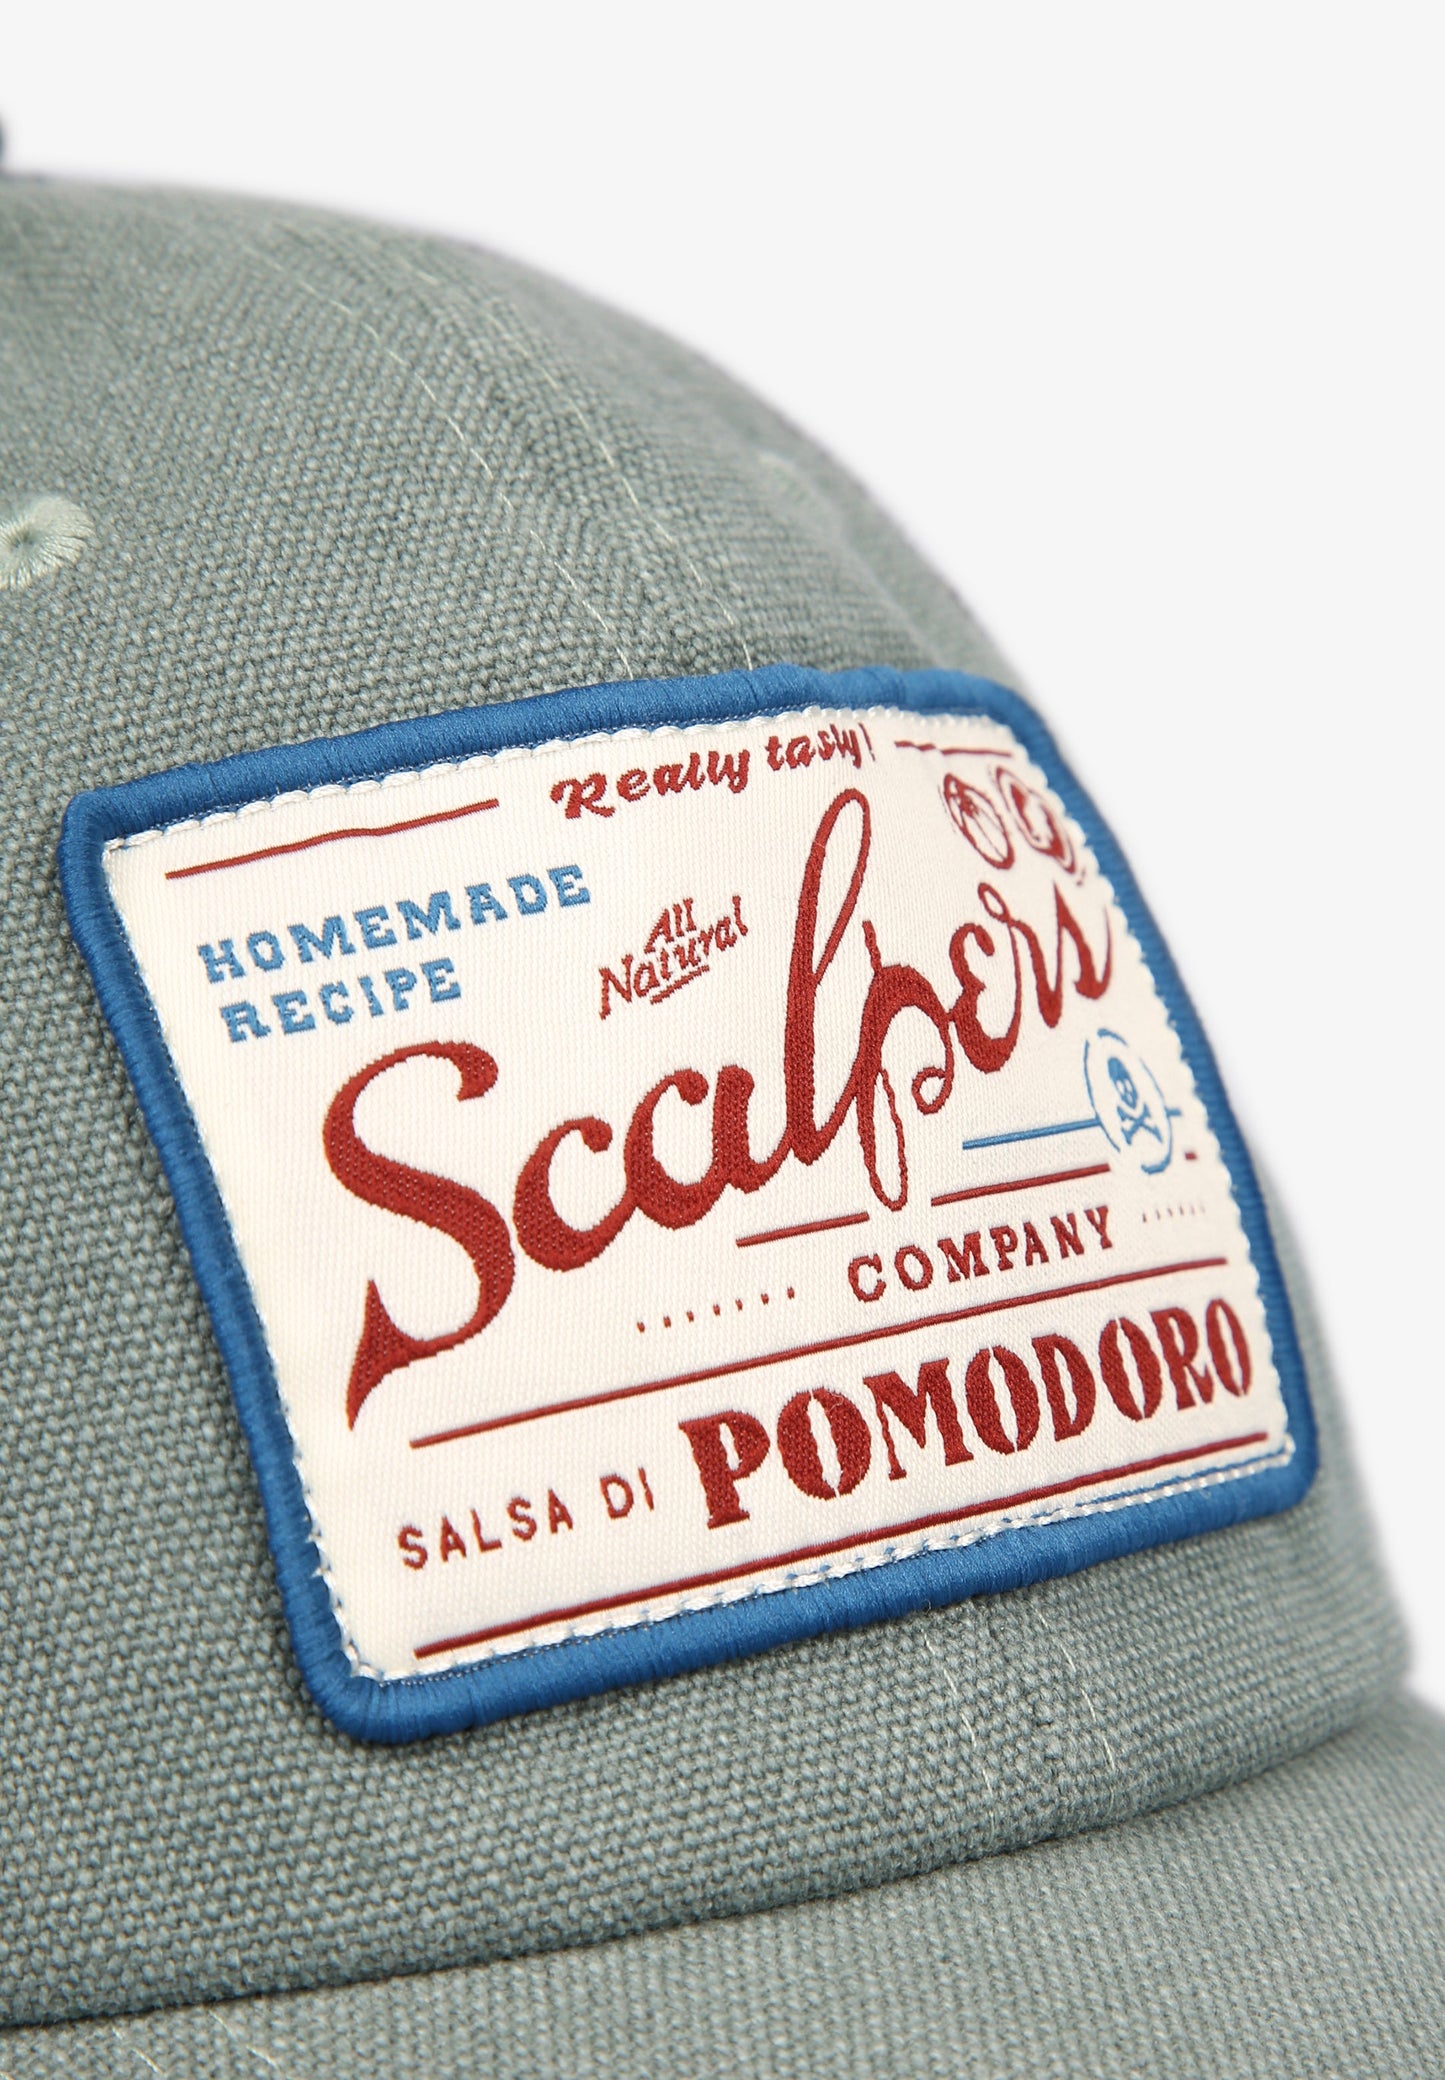 Really tasty!
HOMEMADE
RECIPE
All
Natural
Scalpers
COMPANY
SALSA DI POMODORO